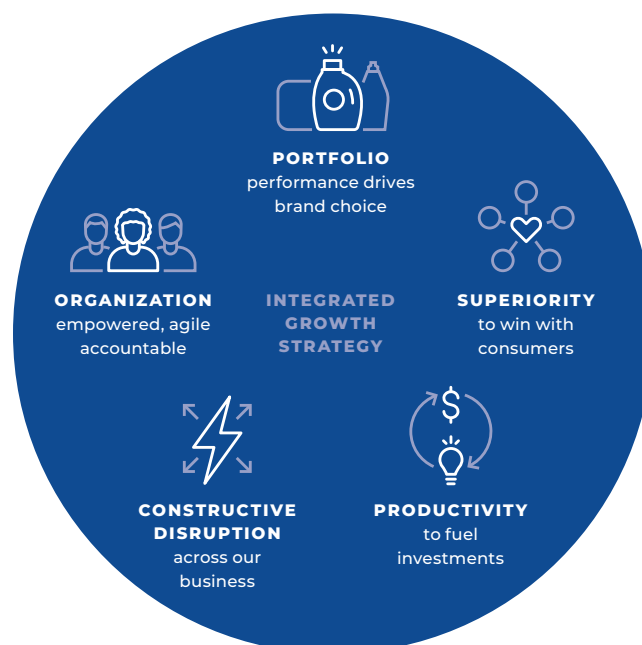 PORTFOLIO
performance drives
brand choice
ORGANIZATION
empowered, agile
accountable
INTEGRATED
GROWTH
STRATEGY
SUPERIORITY
to win with
consumers
CONSTRUCTIVE
DISRUPTION
across our
business
$
PRODUCTIVITY
to fuel
investments